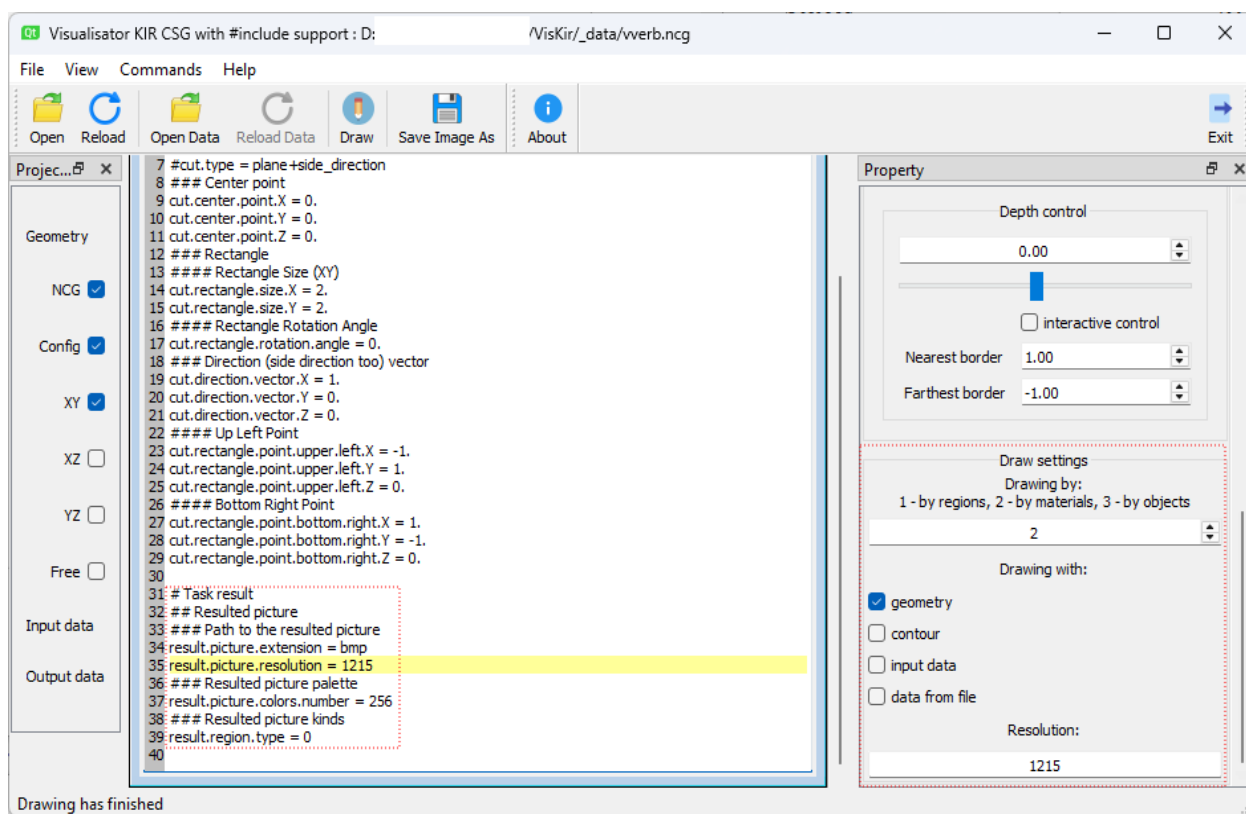 Visualisator KIR CSG with #include support : D: /VisKir/_data/vverb.ncg
File View Commands Help
Open Reload Open Data Reload Data Draw Save Image As About Exit
Projec...
Geometry
NCG
Config
XY
XZ
YZ
Free
Input data
Output data
7 #cut.type = plane+side_direction
8 ### Center point
9 cut.center.point.X = 0.
10 cut.center.point.Y = 0.
11 cut.center.point.Z = 0.
12 ### Rectangle
13 #### Rectangle Size (XY)
14 cut.rectangle.size.X = 2.
15 cut.rectangle.size.Y = 2.
16 #### Rectangle Rotation Angle
17 cut.rectangle.rotation.angle = 0.
18 ### Direction (side direction too) vector
19 cut.direction.vector.X = 1.
20 cut.direction.vector.Y = 0.
21 cut.direction.vector.Z = 0.
22 #### Up Left Point
23 cut.rectangle.point.upper.left.X = -1.
24 cut.rectangle.point.upper.left.Y = 1.
25 cut.rectangle.point.upper.left.Z = 0.
26 #### Bottom Right Point
27 cut.rectangle.point.bottom.right.X = 1.
28 cut.rectangle.point.bottom.right.Y = -1.
29 cut.rectangle.point.bottom.right.Z = 0.
30
31 # Task result
32 ## Resulted picture
33 ### Path to the resulted picture
34 result.picture.extension = bmp
35 result.picture.resolution = 1215
36 ### Resulted picture palette
37 result.picture.colors.number = 256
38 ### Resulted picture kinds
39 result.region.type = 0
40
Property
Depth control
0.00
interactive control
Nearest border 1.00
Farthest border -1.00
Draw settings
Drawing by:
1 - by regions, 2 - by materials, 3 - by objects
2
Drawing with:
geometry
contour
input data
data from file
Resolution:
1215
Drawing has finished